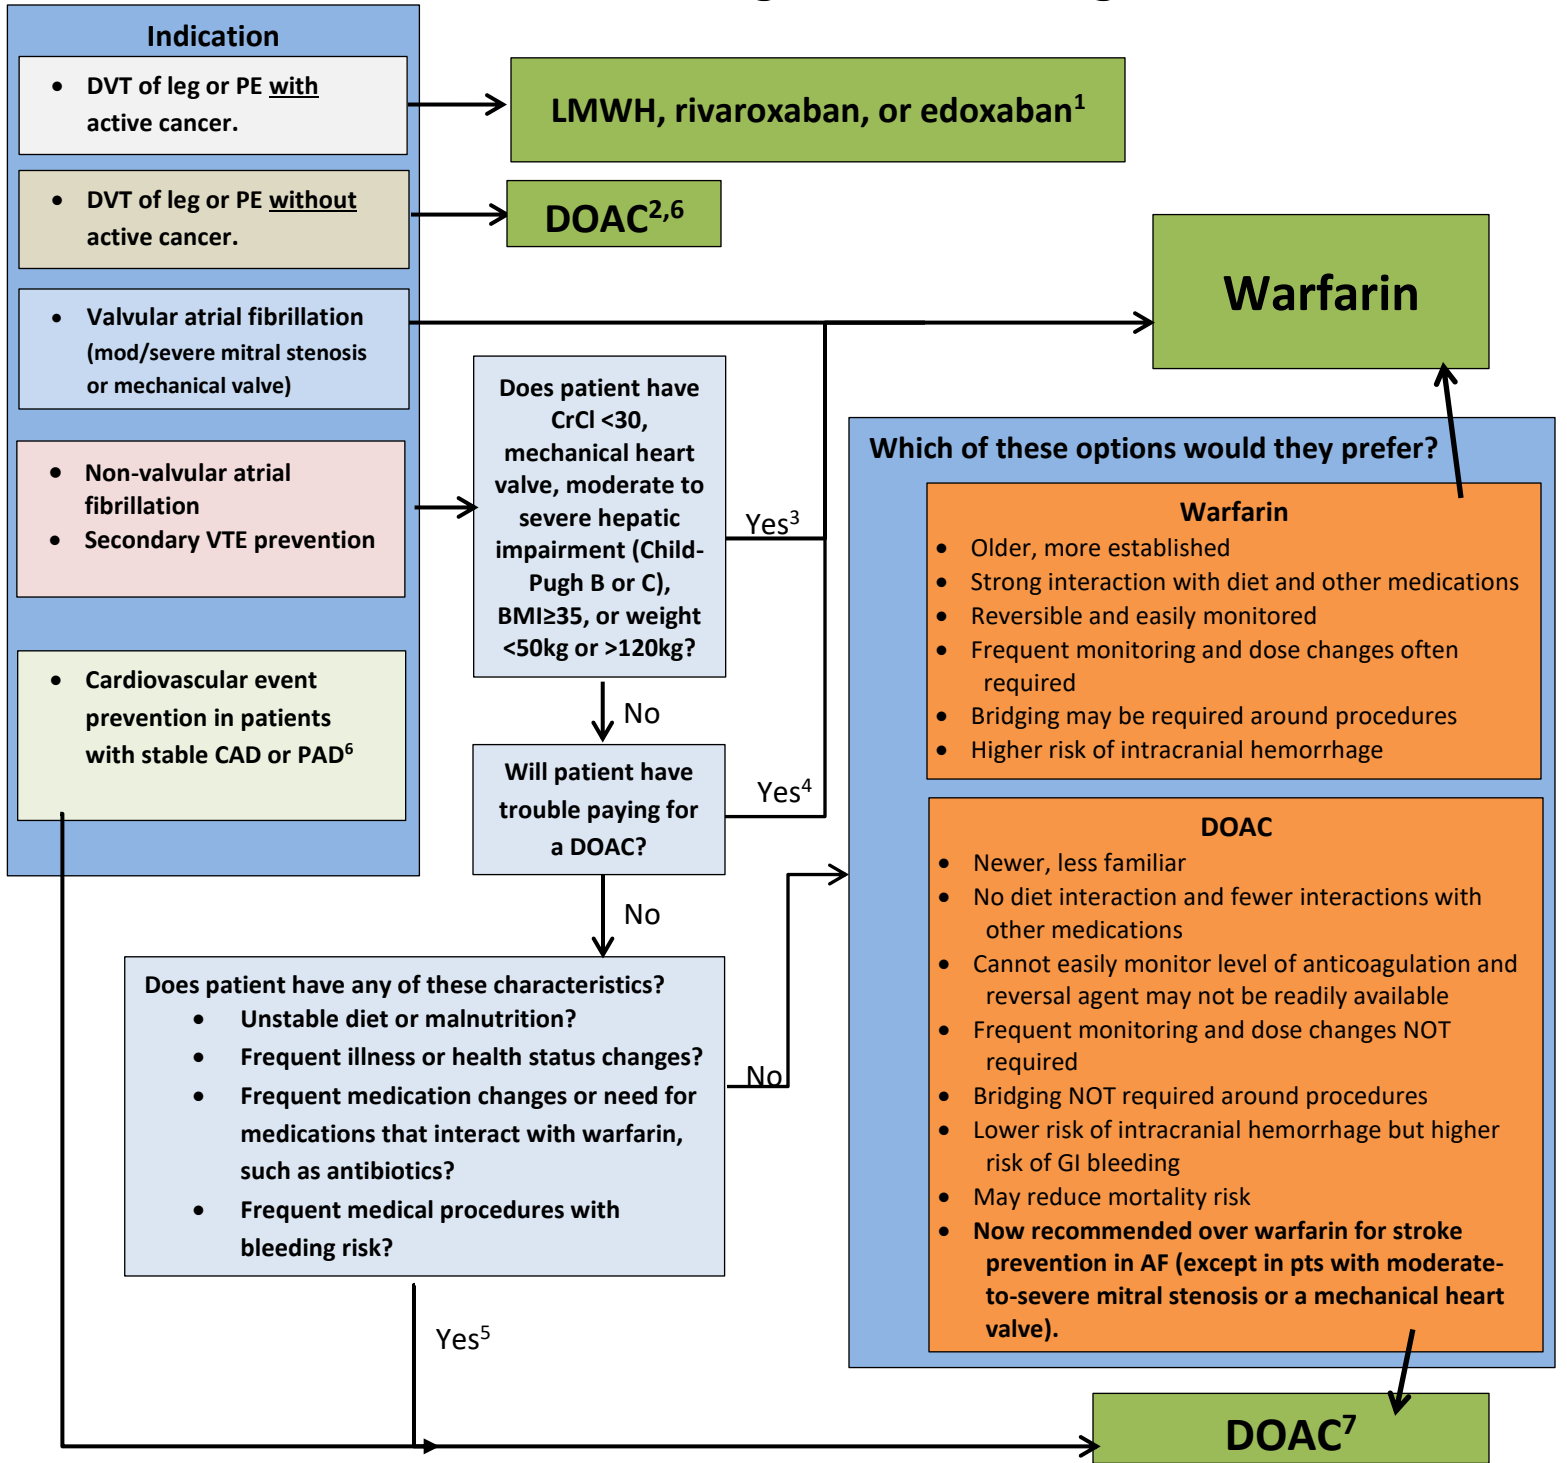 Indication
• DVT of leg or PE with
active cancer.
• DVT of leg or PE without
active cancer.
• Valvular atrial fibrillation
(mod/severe mitral stenosis
or mechanical valve)
• Non-valvular atrial
fibrillation
• Secondary VTE prevention
• Cardiovascular event
prevention in patients
with stable CAD or PAD⁶
LMWH, rivaroxaban, or edoxaban¹
DOAC²,⁶
Warfarin
Does patient have
CrCl <30,
mechanical heart
valve, moderate to
severe hepatic
impairment (Child-
Pugh B or C),
BMI≥35, or weight
<50kg or >120kg?
Yes³
No
Will patient have
trouble paying for
a DOAC?
Yes⁴
No
Does patient have any of these characteristics?
• Unstable diet or malnutrition?
• Frequent illness or health status changes?
• Frequent medication changes or need for
medications that interact with warfarin,
such as antibiotics?
• Frequent medical procedures with
bleeding risk?
No
Yes⁵
Which of these options would they prefer?
Warfarin
• Older, more established
• Strong interaction with diet and other medications
• Reversible and easily monitored
• Frequent monitoring and dose changes often
required
• Bridging may be required around procedures
• Higher risk of intracranial hemorrhage
DOAC
• Newer, less familiar
• No diet interaction and fewer interactions with
other medications
• Cannot easily monitor level of anticoagulation and
reversal agent may not be readily available
• Frequent monitoring and dose changes NOT
required
• Bridging NOT required around procedures
• Lower risk of intracranial hemorrhage but higher
risk of GI bleeding
• May reduce mortality risk
• Now recommended over warfarin for stroke
prevention in AF (except in pts with moderate-
to-severe mitral stenosis or a mechanical heart
valve).
DOAC⁷